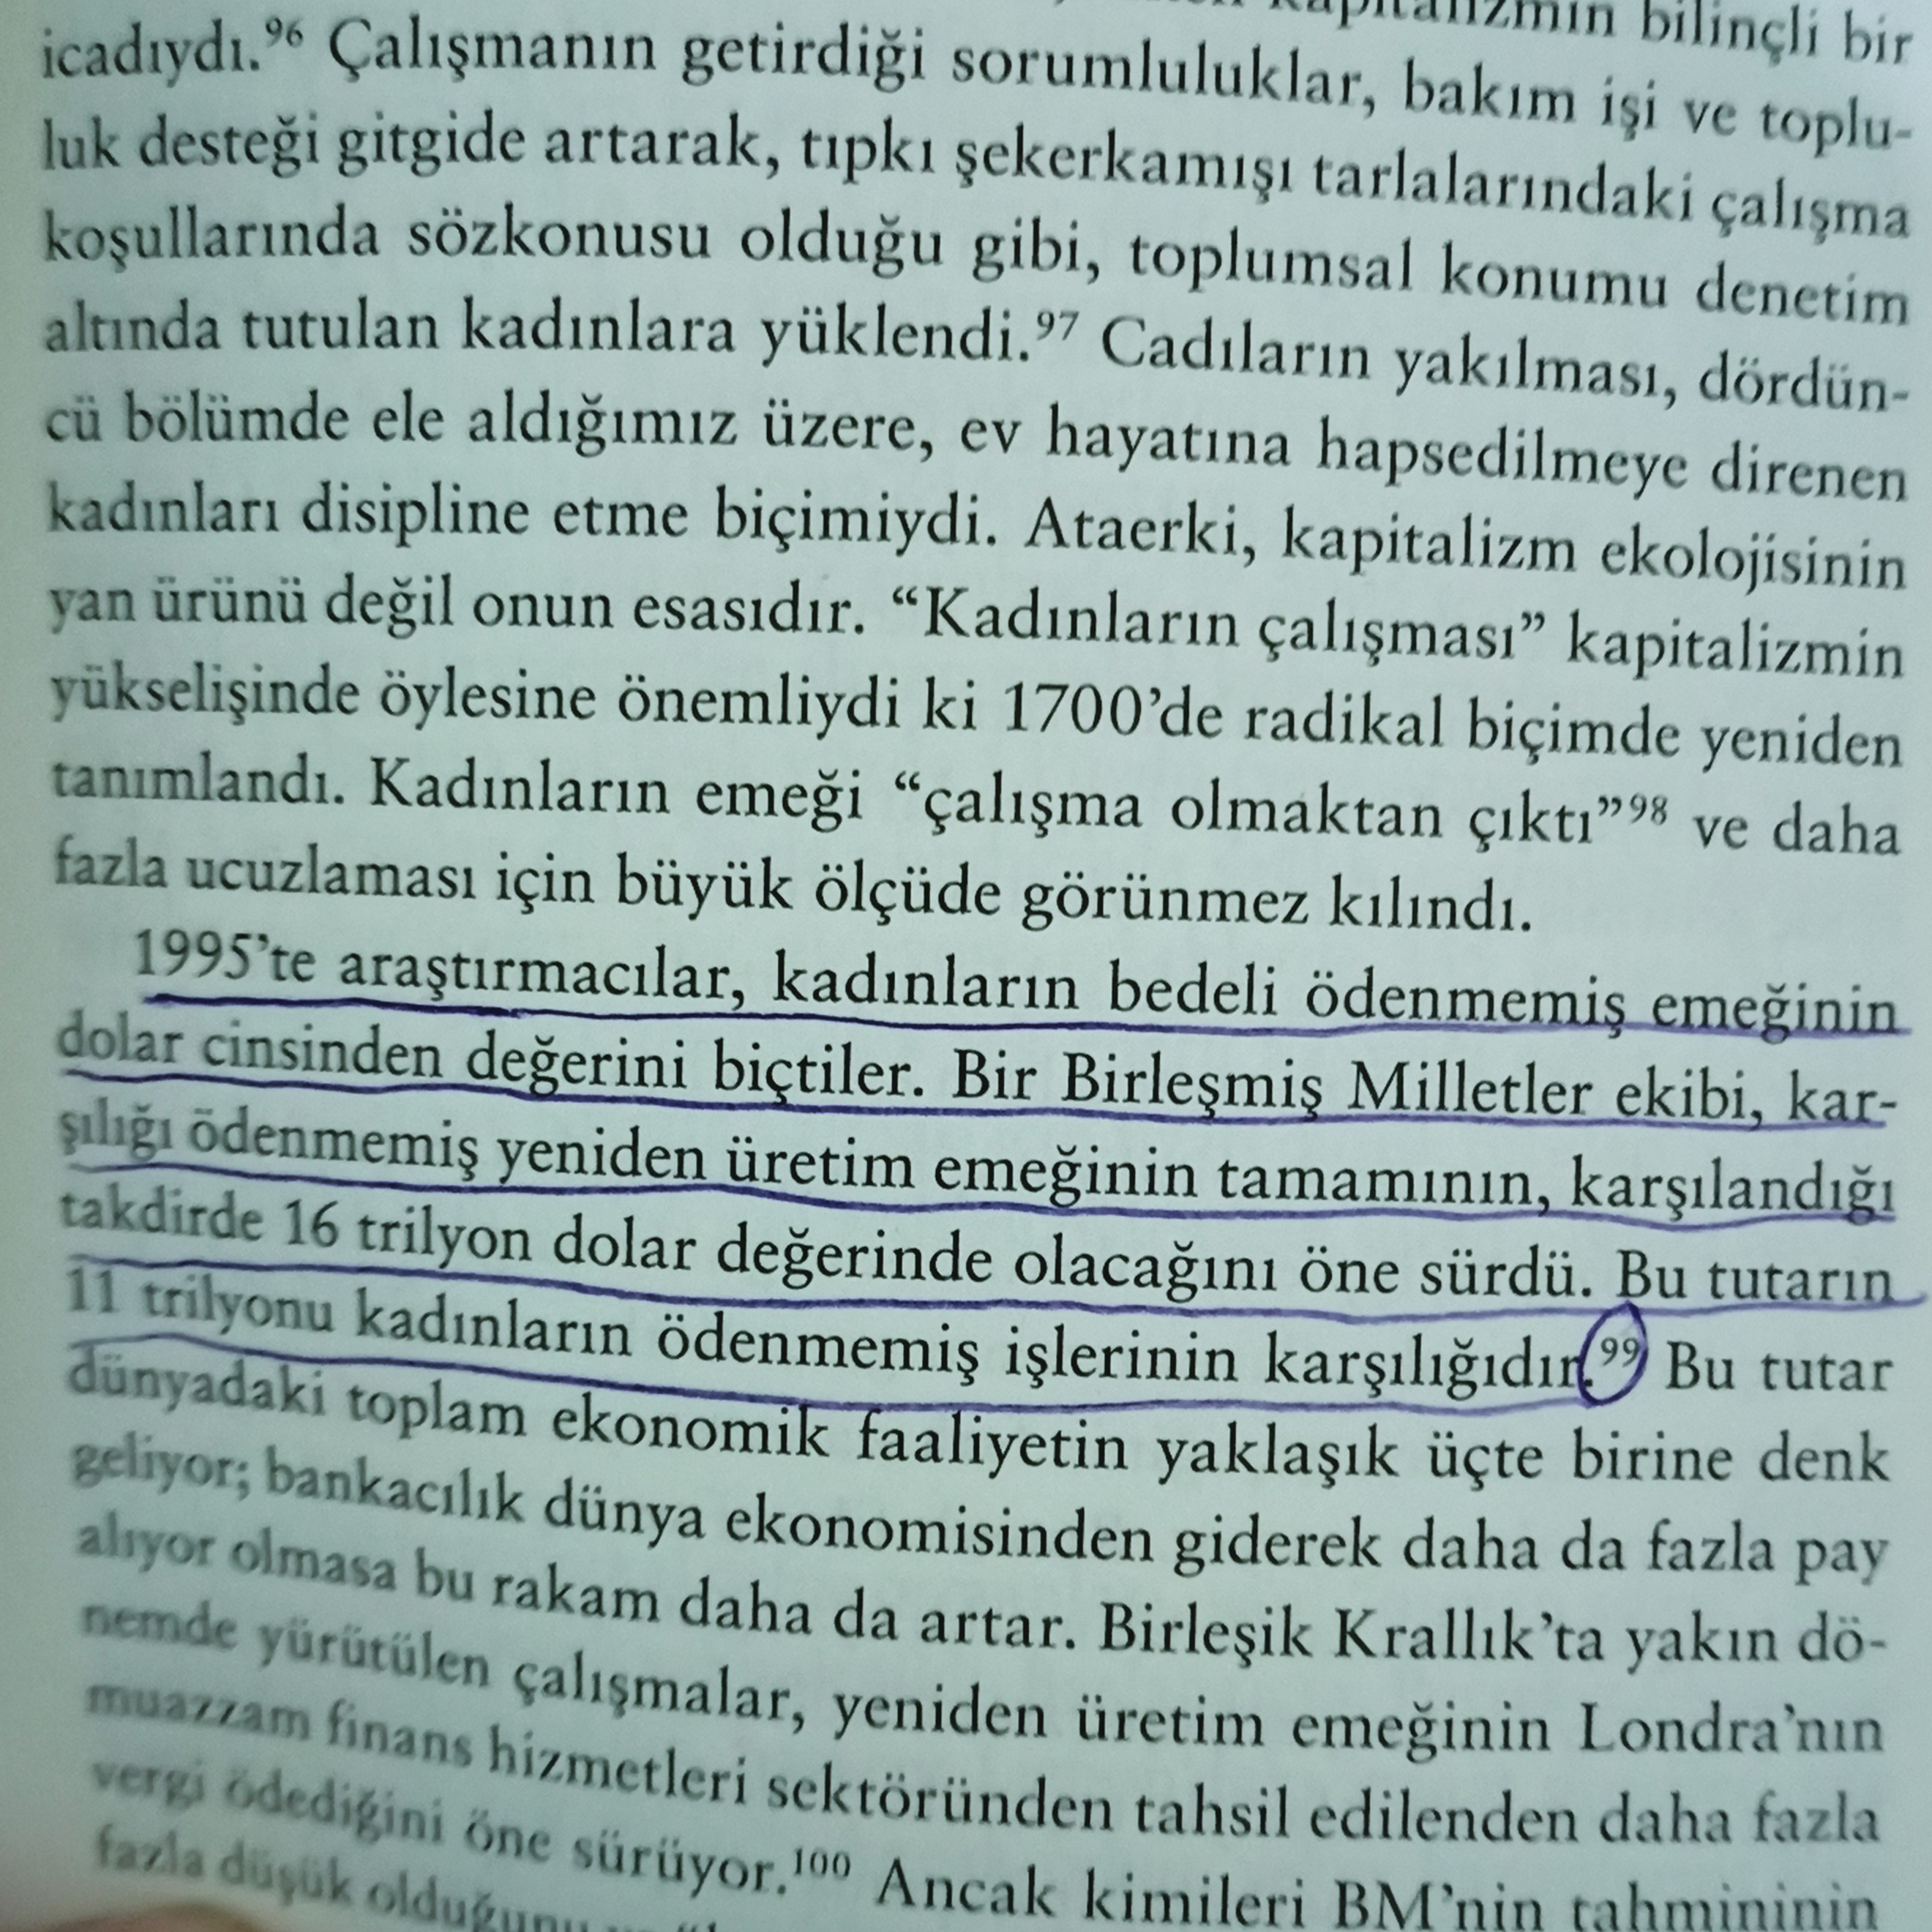 kapitalizmin bilinçli bir
icadıydı.⁹⁶ Çalışmanın getirdiği sorumluluklar, bakım işi ve toplu-
luk desteği gitgide artarak, tıpkı şekerkamışı tarlalarındaki çalışma
koşullarında sözkonusu olduğu gibi, toplumsal konumu denetim
altında tutulan kadınlara yüklendi.⁹⁷ Cadıların yakılması, dördün-
cü bölümde ele aldığımız üzere, ev hayatına hapsedilmeye direnen
kadınları disipline etme biçimiydi. Ataerki, kapitalizm ekolojisinin
yan ürünü değil onun esasıdır. “Kadınların çalışması” kapitalizmin
yükselişinde öylesine önemliydi ki 1700’de radikal biçimde yeniden
tanımlandı. Kadınların emeği “çalışma olmaktan çıktı”⁹⁸ ve daha
fazla ucuzlaması için büyük ölçüde görünmez kılındı.
1995’te araştırmacılar, kadınların bedeli ödenmemiş emeğinin
dolar cinsinden değerini biçtiler. Bir Birleşmiş Milletler ekibi, kar-
şılığı ödenmemiş yeniden üretim emeğinin tamamının, karşılandığı
takdirde 16 trilyon dolar değerinde olacağını öne sürdü. Bu tutarın
11 trilyonu kadınların ödenmemiş işlerinin karşılığıdır.⁹⁹ Bu tutar
dünyadaki toplam ekonomik faaliyetin yaklaşık üçte birine denk
geliyor; bankacılık dünya ekonomisinden giderek daha da fazla pay
alıyor olmasa bu rakam daha da artar. Birleşik Krallık’ta yakın dö-
nemde yürütülen çalışmalar, yeniden üretim emeğinin Londra’nın
muazzam finans hizmetleri sektöründen tahsil edilenden daha fazla
vergi ödediğini öne sürüyor.¹⁰⁰ Ancak kimileri BM’nin tahmininin
fazla düşük olduğunu